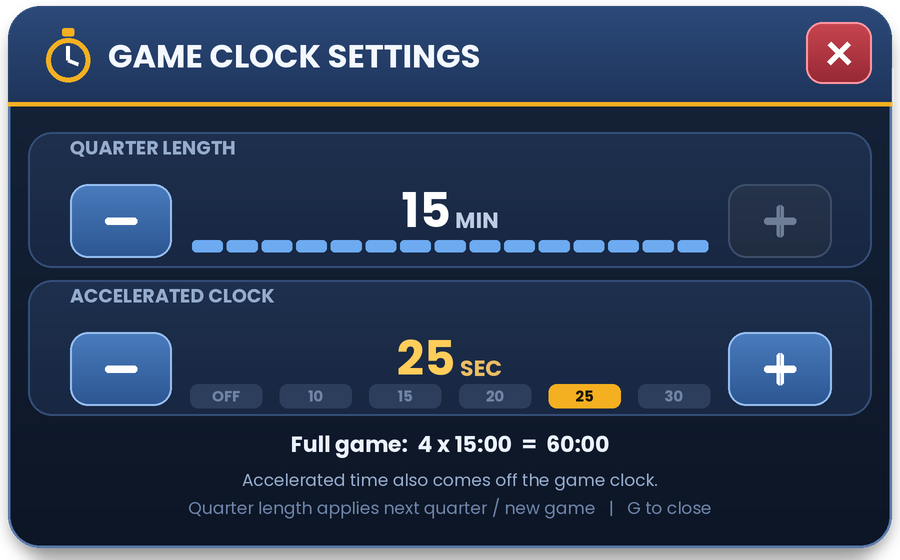 GAME CLOCK SETTINGS
QUARTER LENGTH
15 MIN
ACCELERATED CLOCK
25 SEC
OFF 10 15 20 25 30
Full game: 4 x 15:00 = 60:00
Accelerated time also comes off the game clock.
Quarter length applies next quarter / new game | G to close